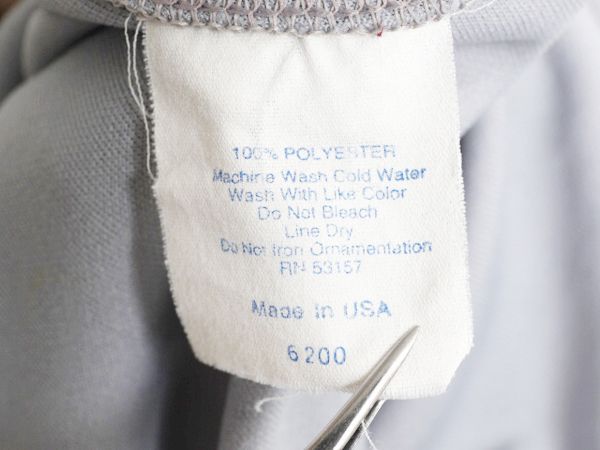 100% POLYESTER
Machine Wash Cold Water
Wash With Like Color
Do Not Bleach
Line Dry
Do Not Iron Ornamentation
RN 53157
Made In USA
6200